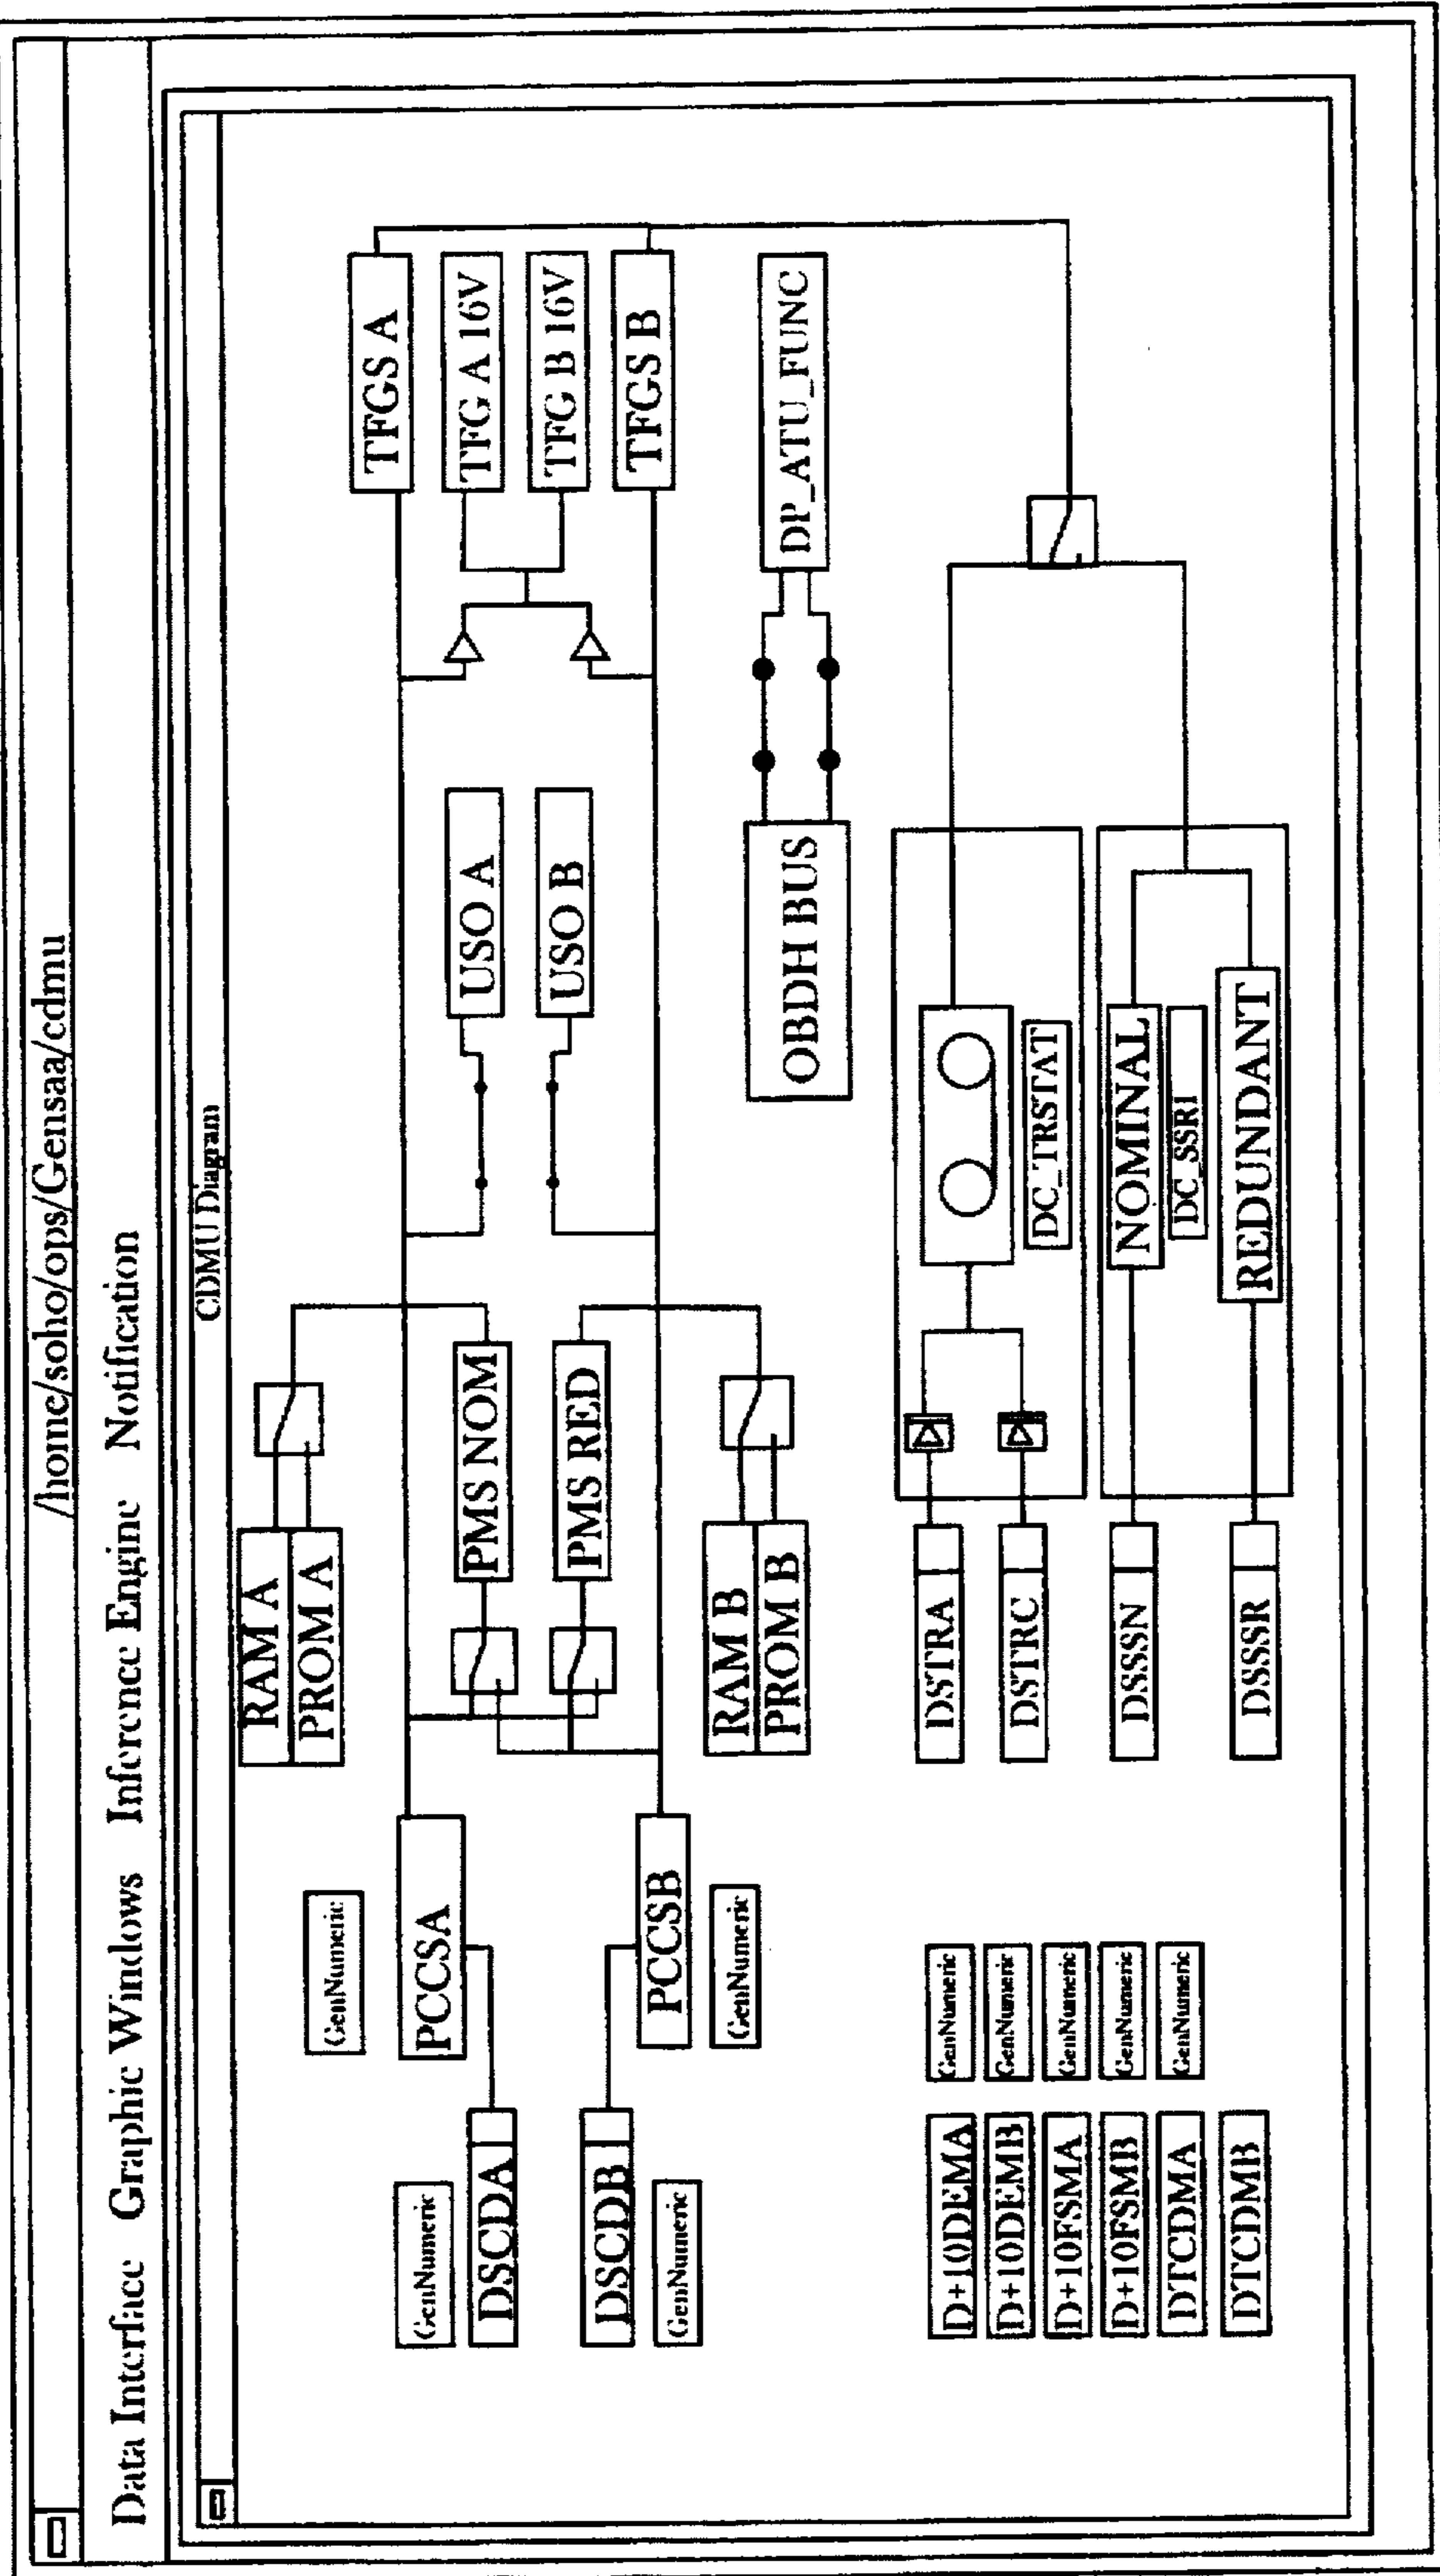 /home/soho/ops/Gensaa/cdmu
Data Interface Graphic Windows Inference Engine Notification
CDMU Diagram
RAM A
PROM A
GenNumeric
GenNumeric
PCCSA
DSCDA
PMS NOM
USO A
TFGS A
TFG A 16V
TFG B 16V
TFGS B
USO B
PMS RED
DSCDB
PCCSB
GenNumeric
GenNumeric
RAM B
PROM B
OBDH BUS
DP_ATU_FUNC
D+10DEMA GenNumeric
D+10DEMB GenNumeric
D+10FSMA GenNumeric
D+10FSMB GenNumeric
DTCDMA GenNumeric
DTCDMB
DSTRA
DSTRC
DC_TRSTAT
DSSSN
NOMINAL
DC_SSR1
DSSSR
REDUNDANT